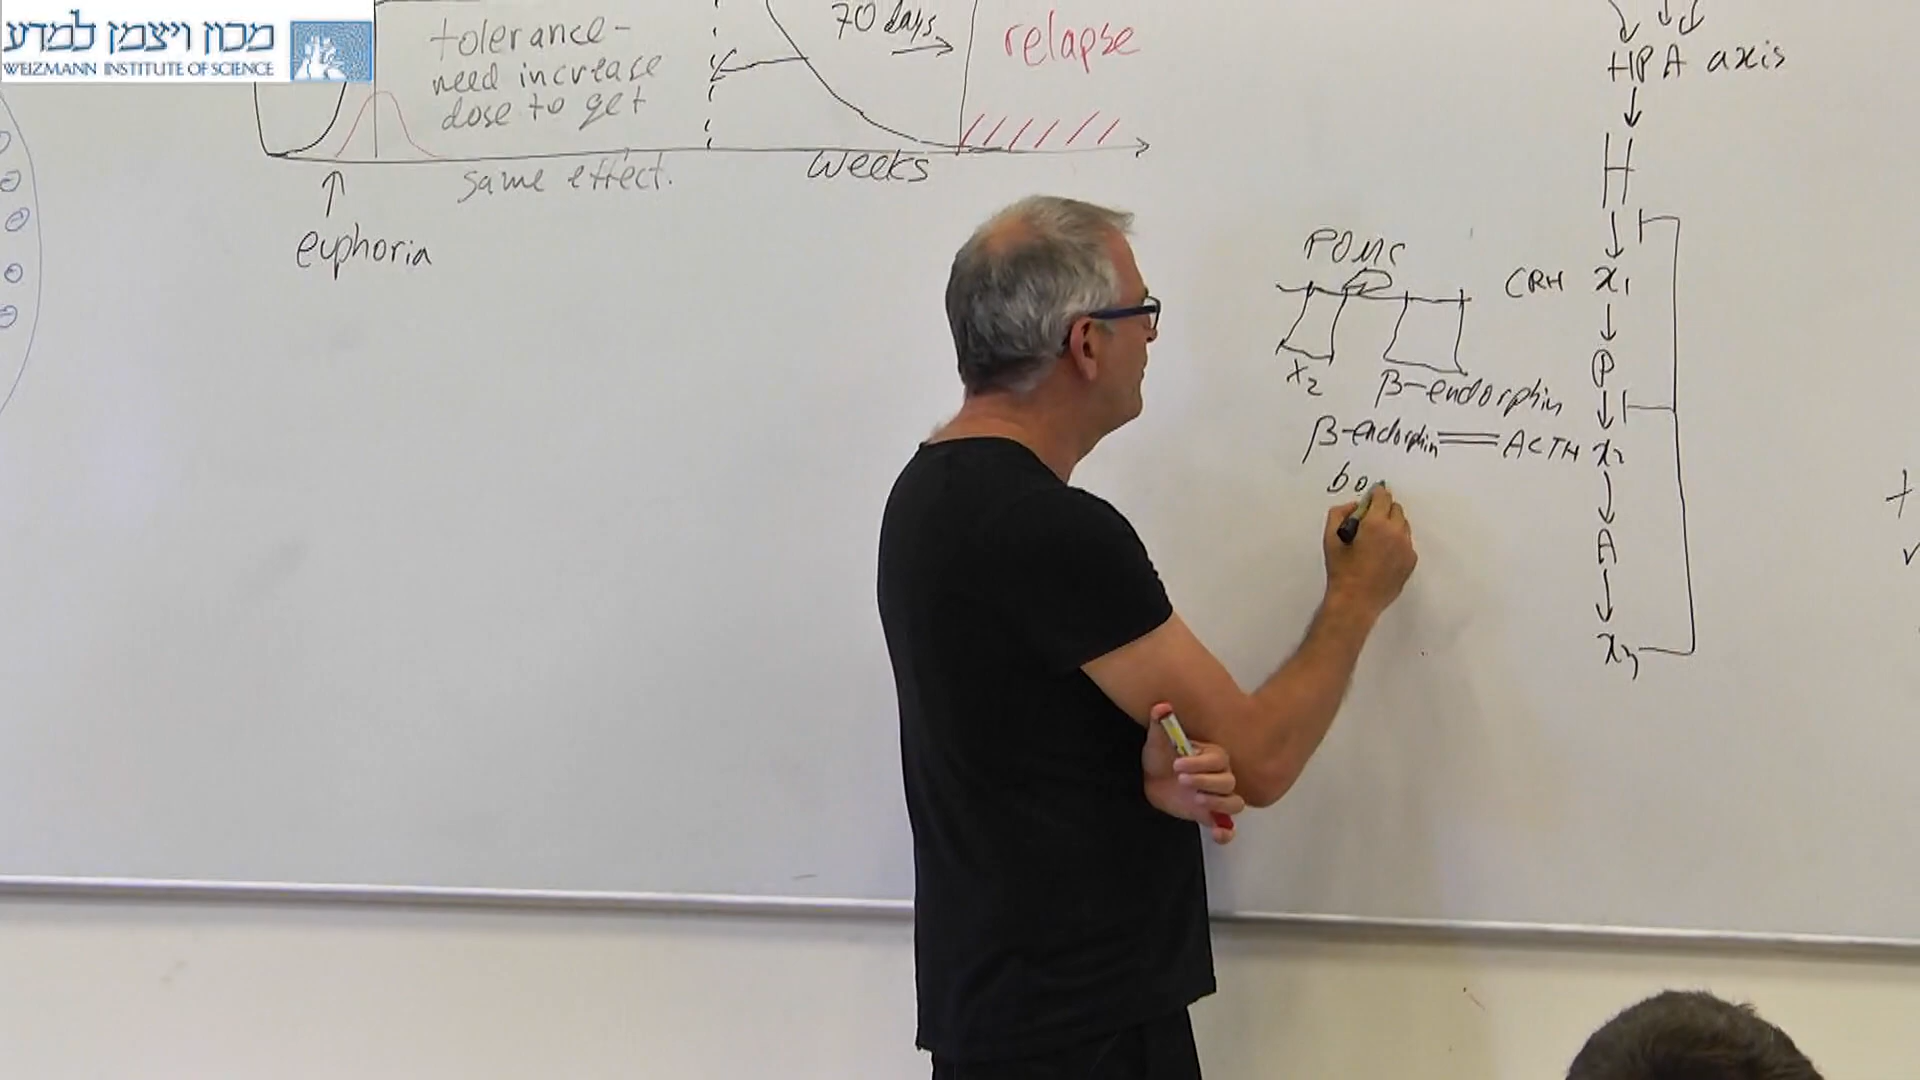 מכון ויצמן למדע
WEIZMANN INSTITUTE OF SCIENCE
tolerance-
need increase
dose to get
same effect.
euphoria
70 days
weeks
relapse
HPA axis
H
CRH x₁
P
POMC
x₂
β-endorphin
β-endorphin ACTH x₂
bo
A
x₃